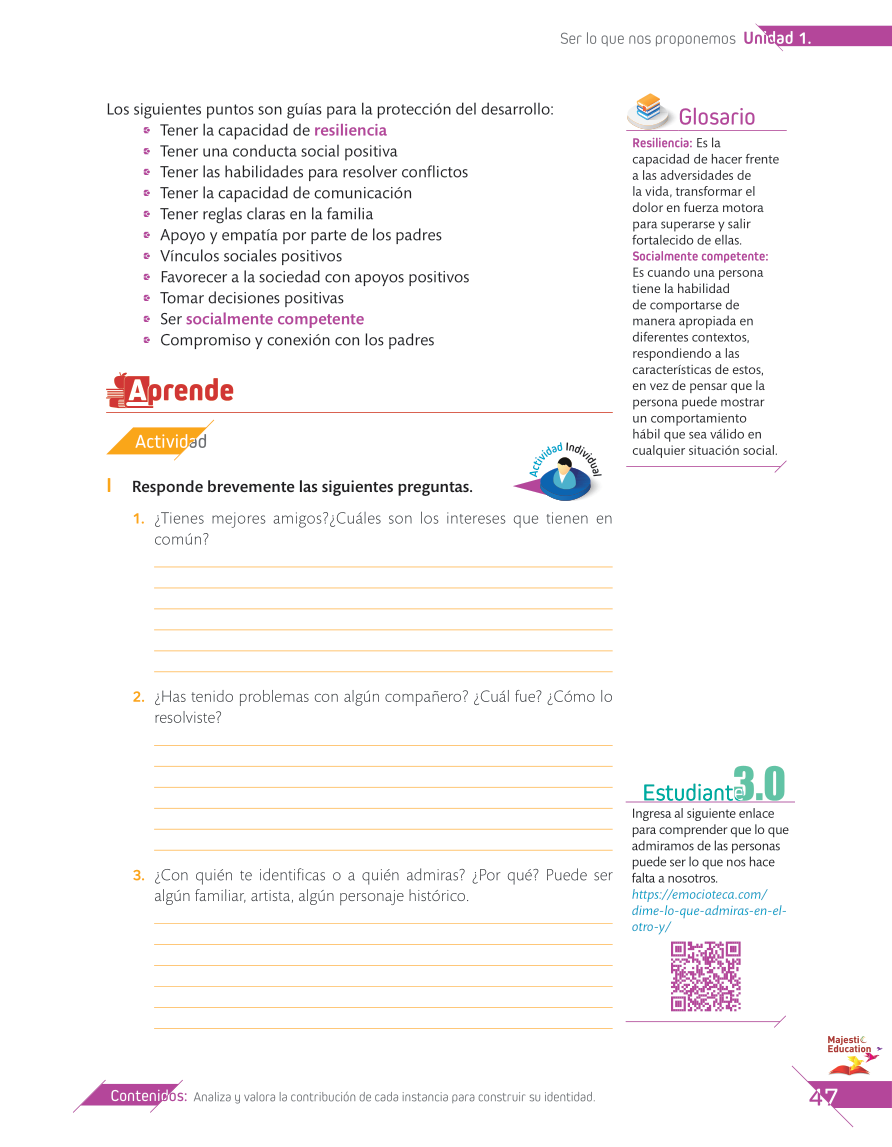 Ser lo que nos proponemos Unidad 1.
Los siguientes puntos son guías para la protección del desarrollo:
Tener la capacidad de resiliencia
Tener una conducta social positiva
Tener las habilidades para resolver conflictos
Tener la capacidad de comunicación
Tener reglas claras en la familia
Apoyo y empatía por parte de los padres
Vínculos sociales positivos
Favorecer a la sociedad con apoyos positivos
Tomar decisiones positivas
Ser socialmente competente
Compromiso y conexión con los padres
Glosario
Resiliencia: Es la
capacidad de hacer frente
a las adversidades de
la vida, transformar el
dolor en fuerza motora
para superarse y salir
fortalecido de ellas.
Socialmente competente:
Es cuando una persona
tiene la habilidad
de comportarse de
manera apropiada en
diferentes contextos,
respondiendo a las
características de estos,
en vez de pensar que la
persona puede mostrar
un comportamiento
hábil que sea válido en
cualquier situación social.
Aprende
Actividad
Actividad Individual
I Responde brevemente las siguientes preguntas.
1. ¿Tienes mejores amigos?¿Cuáles son los intereses que tienen en
común?
2. ¿Has tenido problemas con algún compañero? ¿Cuál fue? ¿Cómo lo
resolviste?
3. ¿Con quién te identificas o a quién admiras? ¿Por qué? Puede ser
algún familiar, artista, algún personaje histórico.
Estudiante 3.0
Ingresa al siguiente enlace
para comprender que lo que
admiramos de las personas
puede ser lo que nos hace
falta a nosotros.
https://emocioteca.com/
dime-lo-que-admiras-en-el-
otro-y/
Majestic
Education
Contenidos: Analiza y valora la contribución de cada instancia para construir su identidad.
47